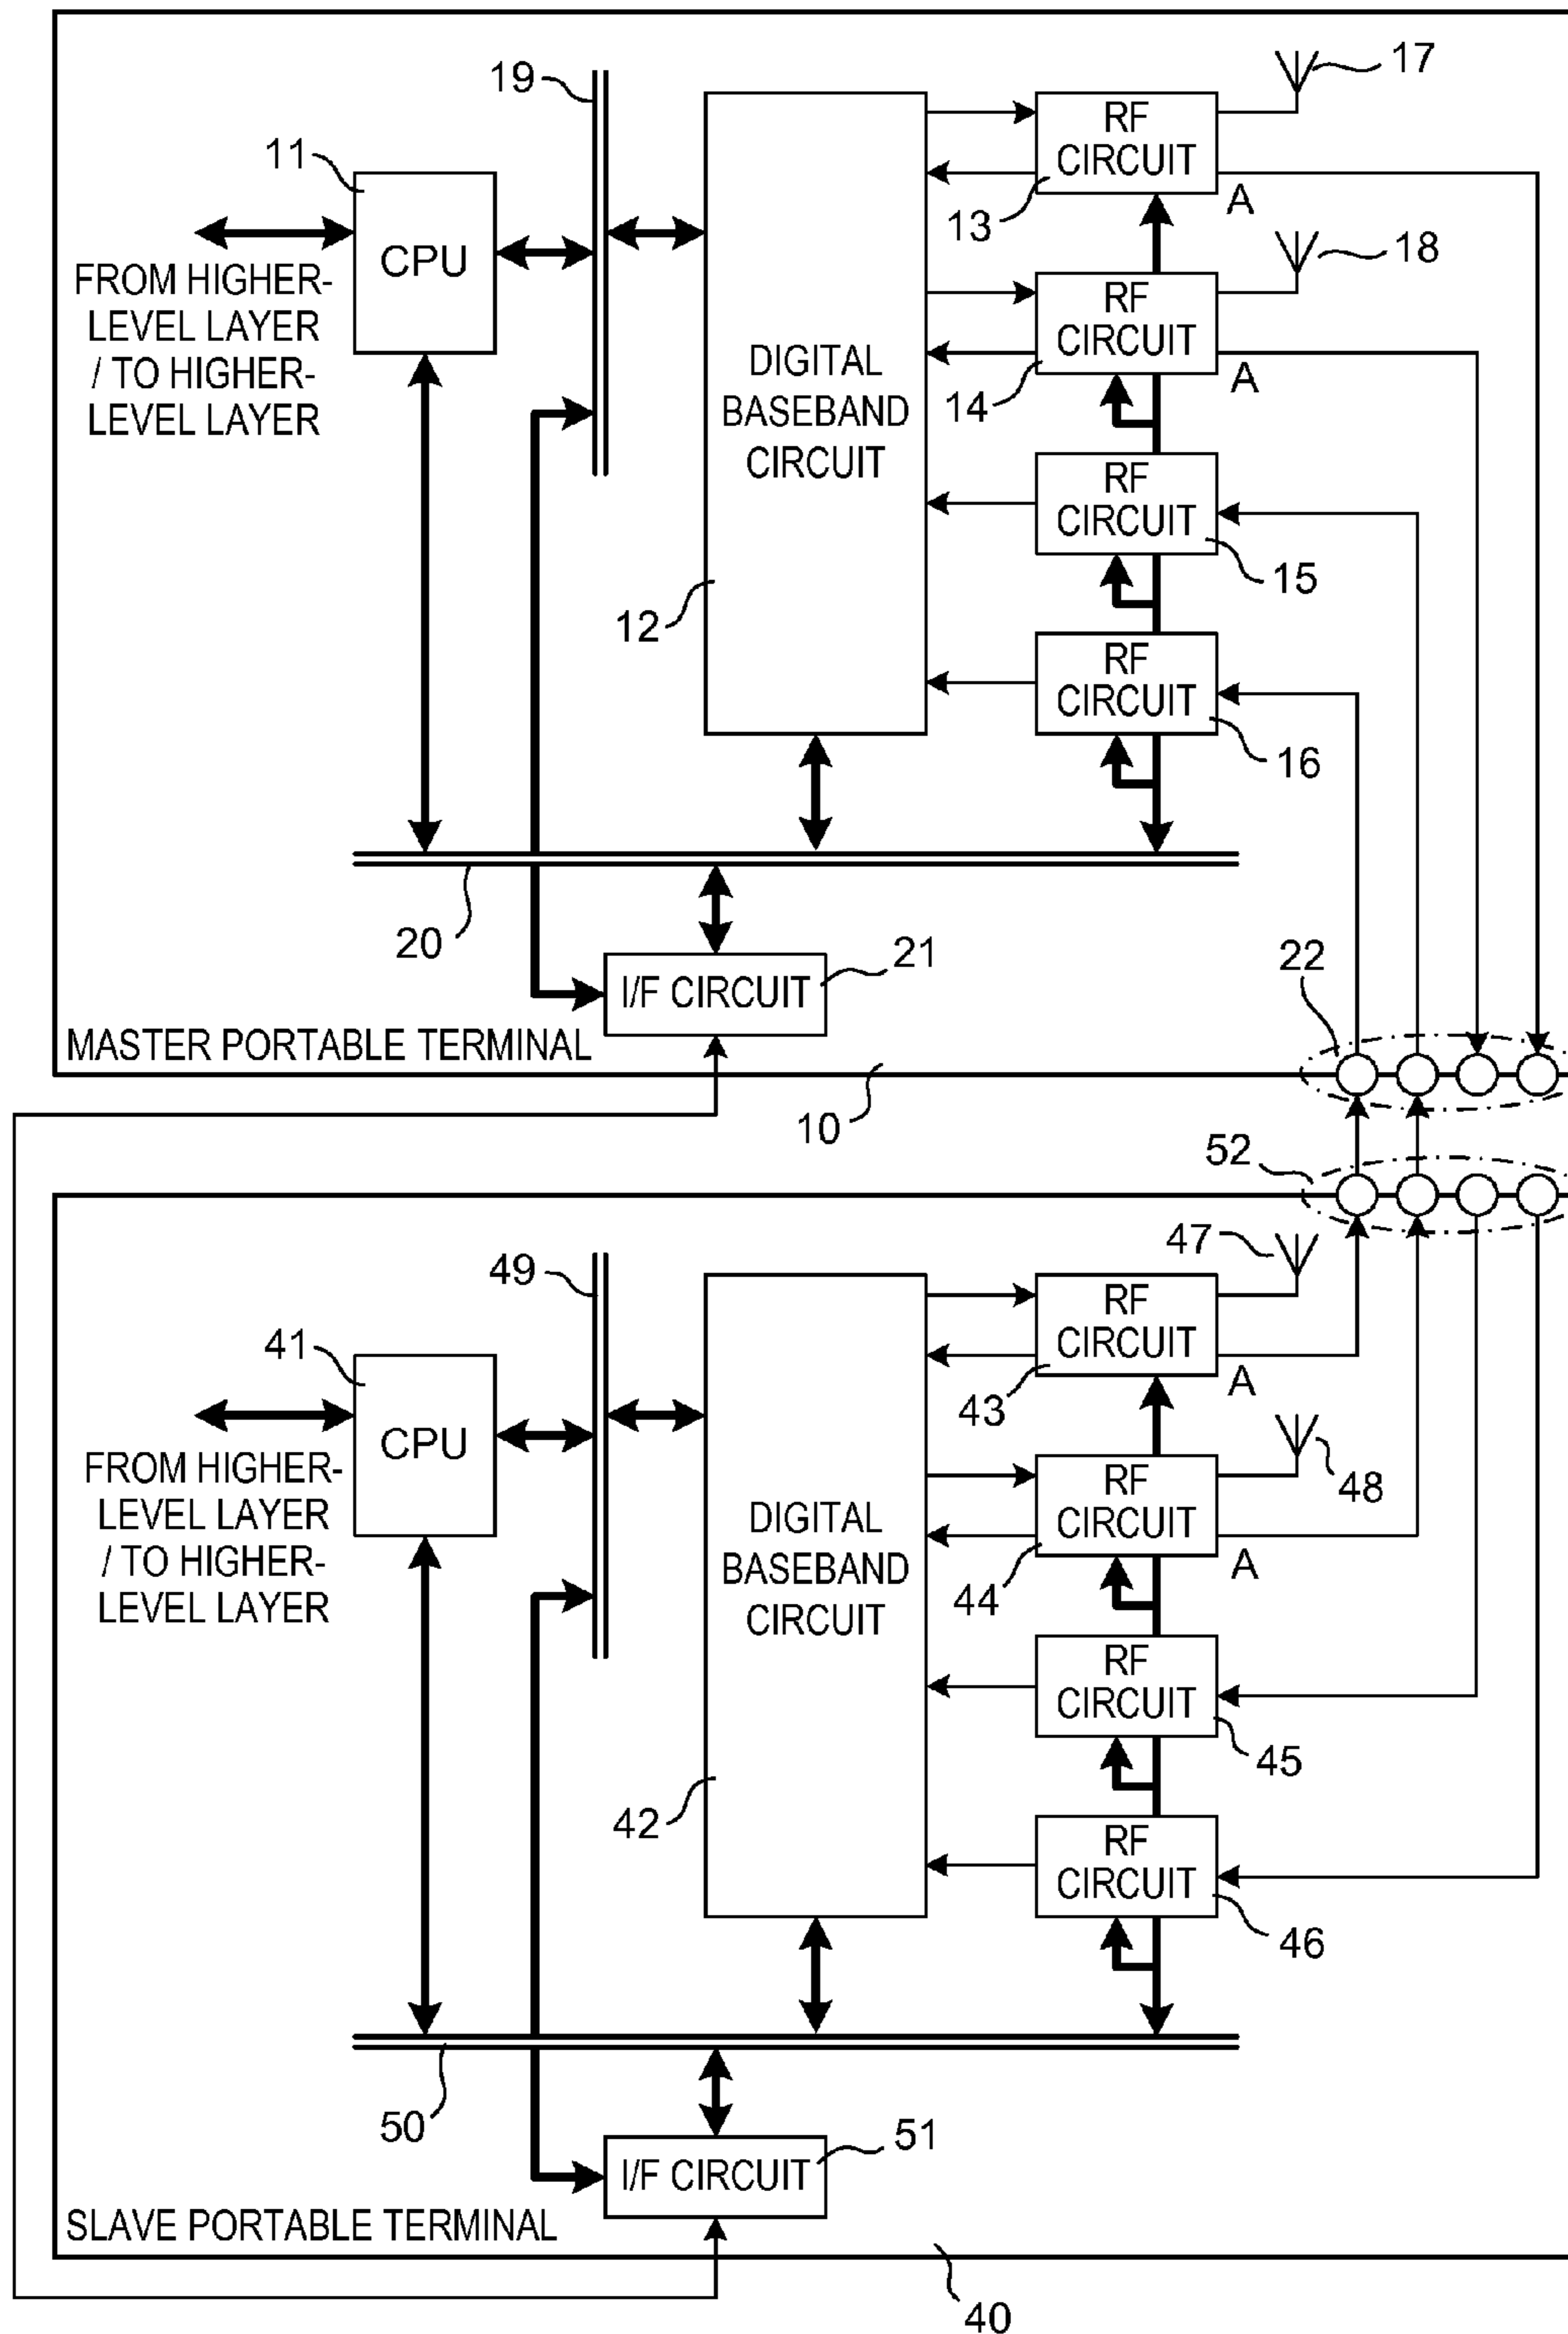 17
19
RF
CIRCUIT
11
13
A
18
CPU
RF
CIRCUIT
FROM HIGHER-
LEVEL LAYER
/ TO HIGHER-
LEVEL LAYER
DIGITAL
BASEBAND
CIRCUIT
14
A
RF
CIRCUIT
15
12
RF
CIRCUIT
16
20
21
22
I/F CIRCUIT
MASTER PORTABLE TERMINAL
10
52
47
49
RF
CIRCUIT
41
43
A
CPU
RF
CIRCUIT
48
FROM HIGHER-
LEVEL LAYER
/ TO HIGHER-
LEVEL LAYER
DIGITAL
BASEBAND
CIRCUIT
44
A
RF
CIRCUIT
45
42
RF
CIRCUIT
46
50
51
I/F CIRCUIT
SLAVE PORTABLE TERMINAL
40